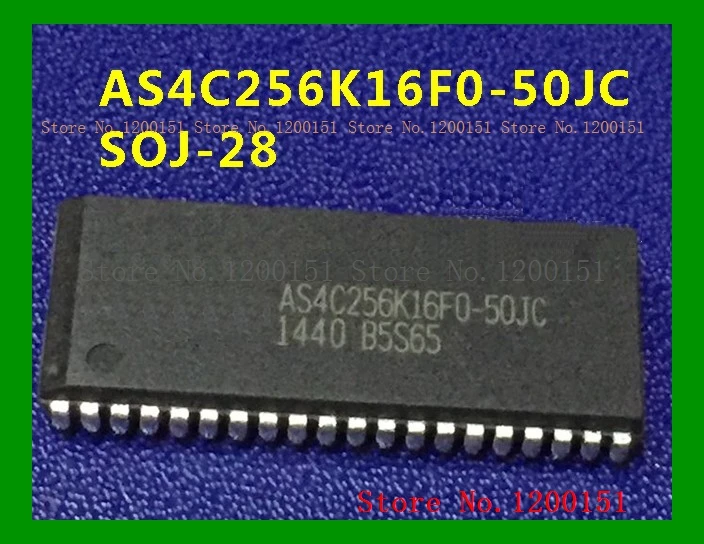 AS4C256K16F0-50JC
Store No.1200151 Store No.1200151 Store No.1200151 Store No.1200151
SOJ-28
Store No.1200151 Store No.1200151
AS4C256K16F0-50JC
1440 B5S65
Store No.1200151